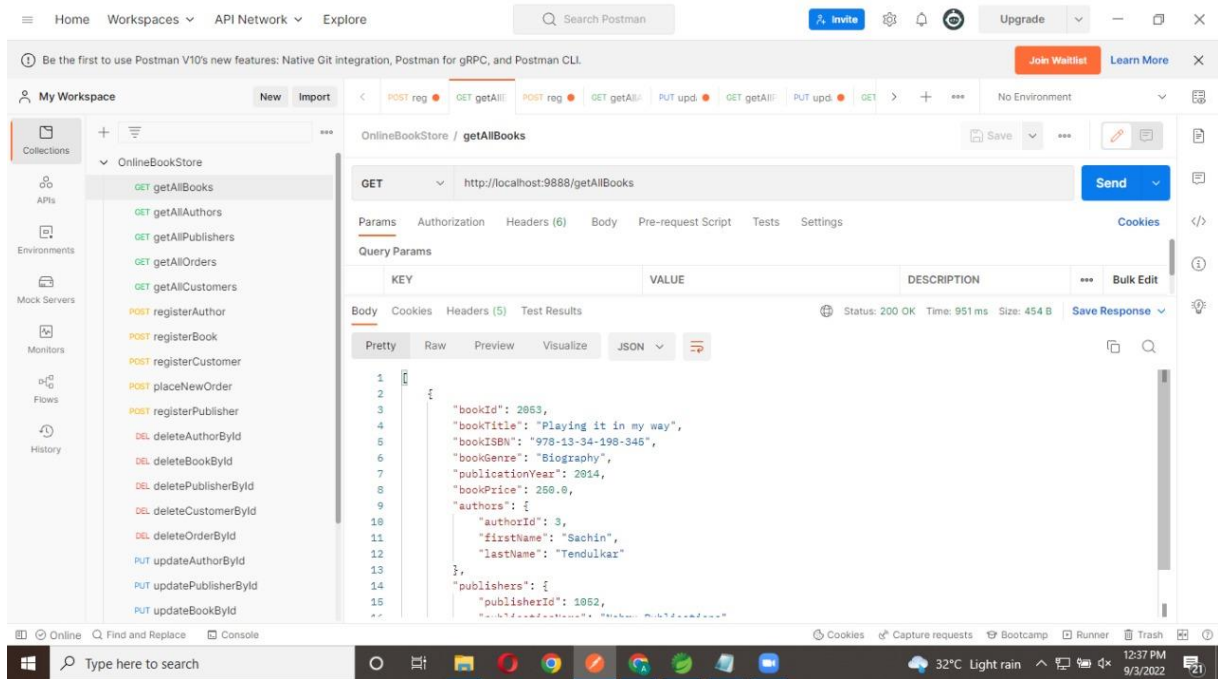 Home Workspaces API Network Explore Search Postman Invite Upgrade
Be the first to use Postman V10's new features: Native Git integration, Postman for gRPC, and Postman CLI. Join Waitlist Learn More
My Workspace New Import
POST reg GET getAllE POST reg GET getAll PUT upd. GET getAll PUT upd. GET No Environment
Collections
APIs
Environments
Mock Servers
Monitors
Flows
History
OnlineBookStore
GET getAllBooks
GET getAllAuthors
GET getAllPublishers
GET getAllOrders
GET getAllCustomers
POST registerAuthor
POST registerBook
POST registerCustomer
POST placeNewOrder
POST registerPublisher
DEL deleteAuthorById
DEL deleteBookById
DEL deletePublisherById
DEL deleteCustomerById
DEL deleteOrderById
PUT updateAuthorById
PUT updatePublisherById
PUT updateBookById
OnlineBookStore / getAllBooks Save
GET http://localhost:9888/getAllBooks Send
Params Authorization Headers (6) Body Pre-request Script Tests Settings Cookies
Query Params
KEY VALUE DESCRIPTION Bulk Edit
Body Cookies Headers (5) Test Results Status: 200 OK Time: 951 ms Size: 454 B Save Response
Pretty Raw Preview Visualize JSON
1 [
2 {
3 "bookId": 2053,
4 "bookTitle": "Playing it in my way",
5 "bookISBN": "978-13-34-198-345",
6 "bookGenre": "Biography",
7 "publicationYear": 2014,
8 "bookPrice": 250.0,
9 "authors": {
10 "authorId": 3,
11 "firstName": "Sachin",
12 "lastName": "Tendulkar"
13 },
14 "publishers": {
15 "publisherId": 1052,
Online Find and Replace Console Cookies Capture requests Bootcamp Runner Trash
Type here to search 32°C Light rain 12:37 PM
9/3/2022 21